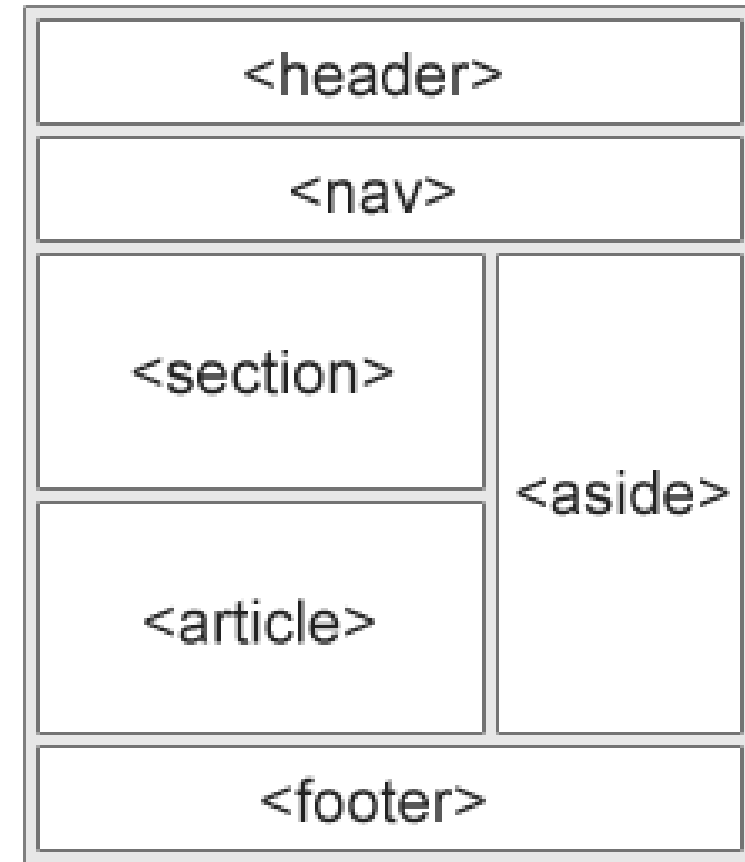 <header>
<nav>
<section>
<aside>
<article>
<footer>